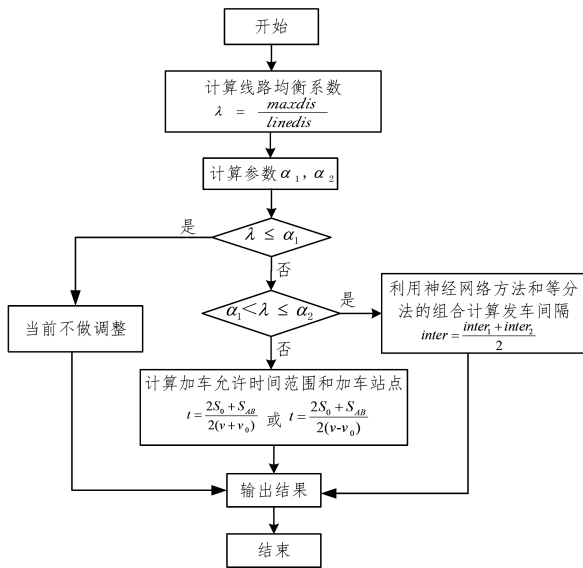 开始
计算线路均衡系数
λ = maxdis / linedis
计算参数α₁，α₂
是
λ ≤ α₁
否
α₁<λ ≤ α₂
是
利用神经网络方法和等分
法的组合计算发车间隔
inter = (inter₁ + inter₂) / 2
当前不做调整
否
计算加车允许时间范围和加车站点
t = (2S₀ + S_AB) / 2(v+v₀) 或 t = (2S₀ + S_AB) / 2(v-v₀)
输出结果
结束